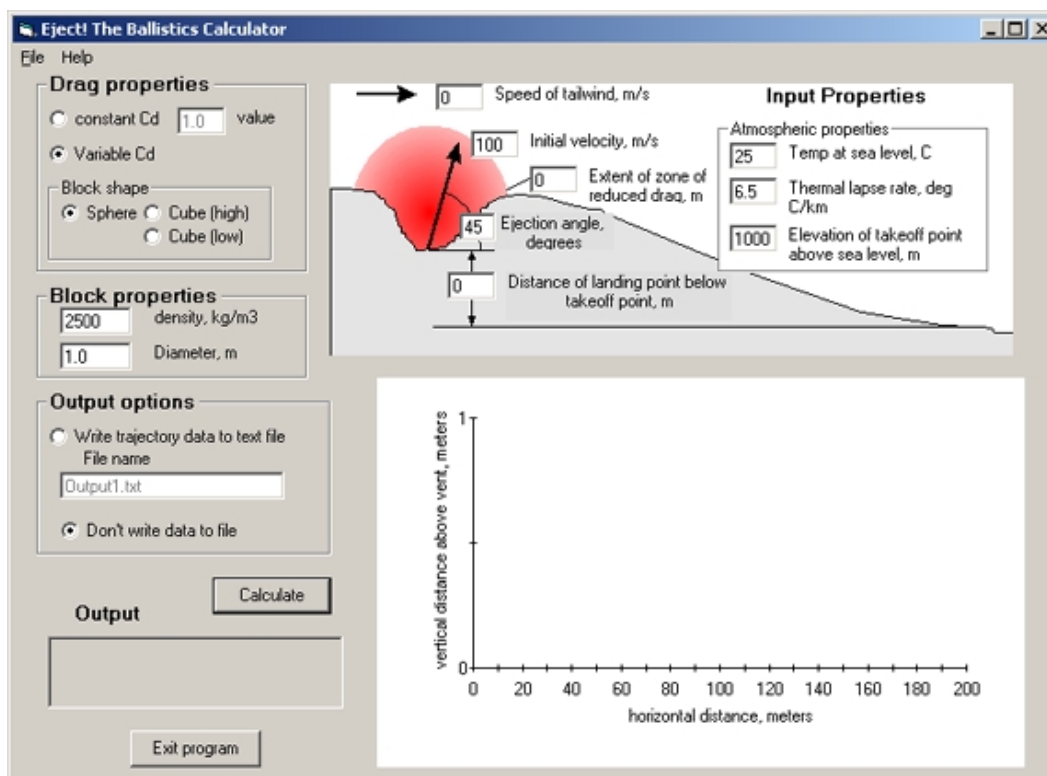 Eject! The Ballistics Calculator
File Help
Drag properties
constant Cd 1.0 value
Variable Cd
Block shape
Sphere Cube (high)
Cube (low)
Block properties
2500 density, kg/m3
1.0 Diameter, m
Output options
Write trajectory data to text file
File name
Output1.txt
Don't write data to file
Calculate
Output
Exit program
0 Speed of tailwind, m/s
100 Initial velocity, m/s
0 Extent of zone of
reduced drag, m
45 Ejection angle,
degrees
0 Distance of landing point below
takeoff point, m
Input Properties
Atmospheric properties
25 Temp at sea level, C
6.5 Thermal lapse rate, deg
C/km
1000 Elevation of takeoff point
above sea level, m
vertical distance above vent, meters
1
0
0 20 40 60 80 100 120 140 160 180 200
horizontal distance, meters